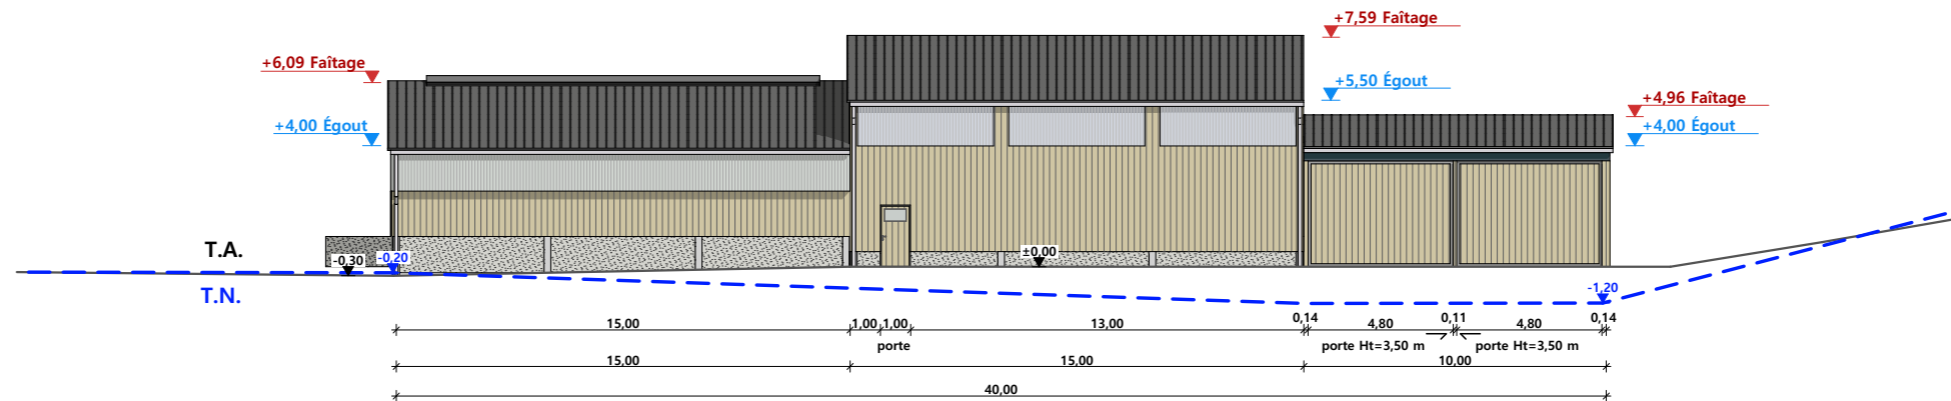 +7,59 Faîtage
+6,09 Faîtage
+5,50 Égout
+4,96 Faîtage
+4,00 Égout
+4,00 Égout
T.A.
±0,00
-0,30
-0,20
T.N.
-1,20
15,00
1,00
1,00
13,00
0,14
4,80
0,11
4,80
0,14
porte
porte Ht=3,50 m
porte Ht=3,50 m
15,00
15,00
10,00
40,00